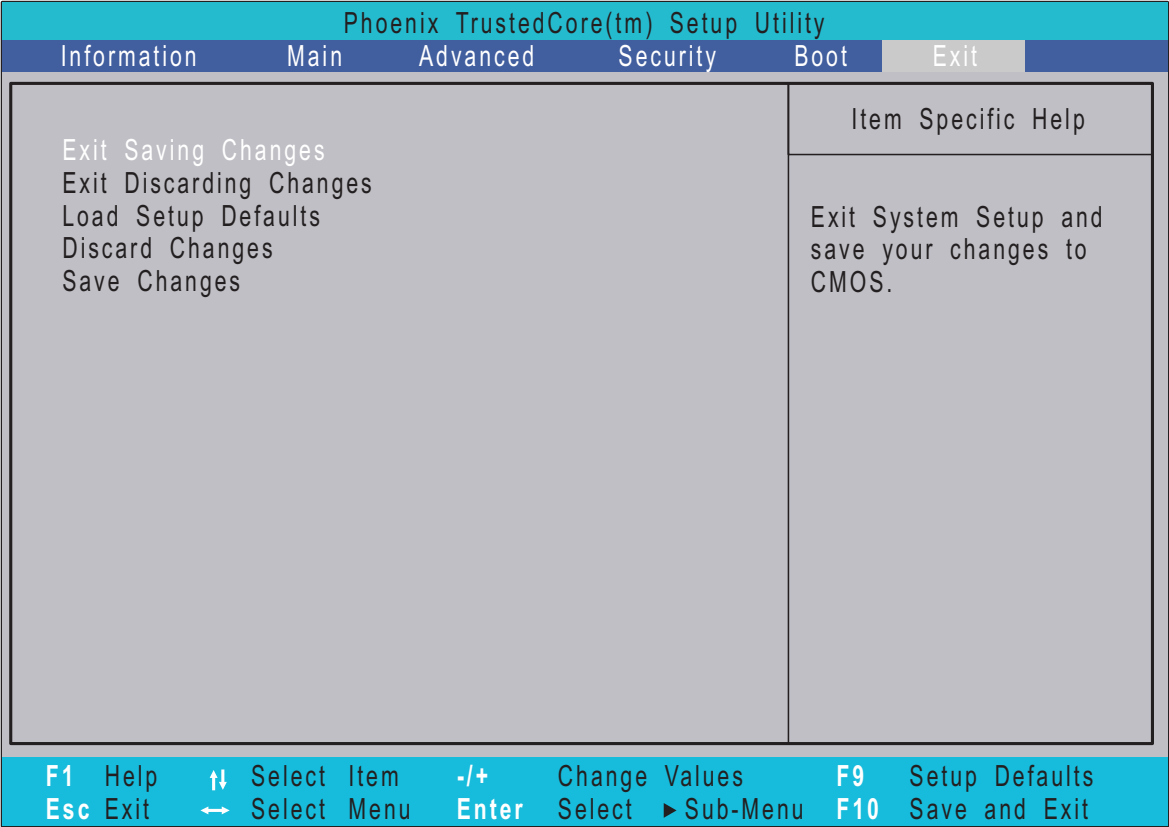 Phoenix TrustedCore(tm) Setup Utility
Information Main Advanced Security Boot Exit
Item Specific Help
Exit Saving Changes
Exit Discarding Changes
Load Setup Defaults
Discard Changes
Save Changes
Exit System Setup and
save your changes to
CMOS.
F1 Help ↑↓ Select Item -/+ Change Values F9 Setup Defaults
Esc Exit ↔ Select Menu Enter Select ▶ Sub-Menu F10 Save and Exit